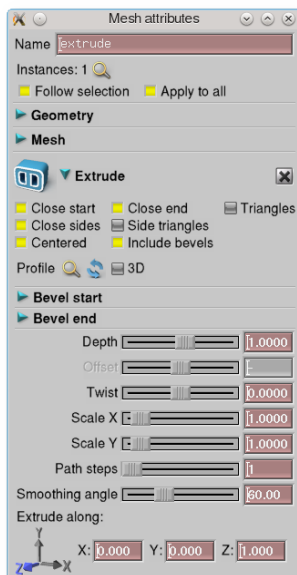 Mesh attributes
Name extrude
Instances: 1
Follow selection Apply to all
Geometry
Mesh
Extrude
Close start Close end Triangles
Close sides Side triangles
Centered Include bevels
Profile 3D
Bevel start
Bevel end
Depth 1.0000
Offset -
Twist 0.0000
Scale X 1.0000
Scale Y 1.0000
Path steps 1
Smoothing angle 60.00
Extrude along:
Y
Z X X: 0.000 Y: 0.000 Z: 1.000